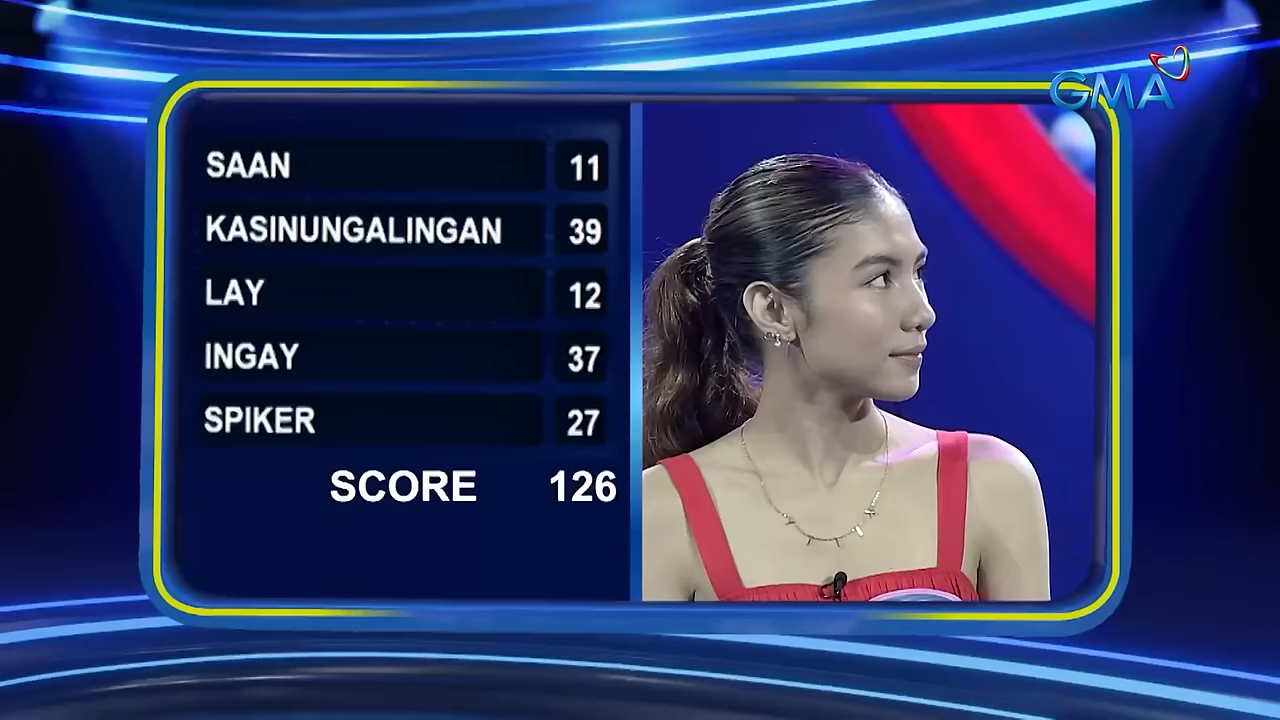 GMA
SAAN 11
KASINUNGALINGAN 39
LAY 12
INGAY 37
SPIKER 27
SCORE 126